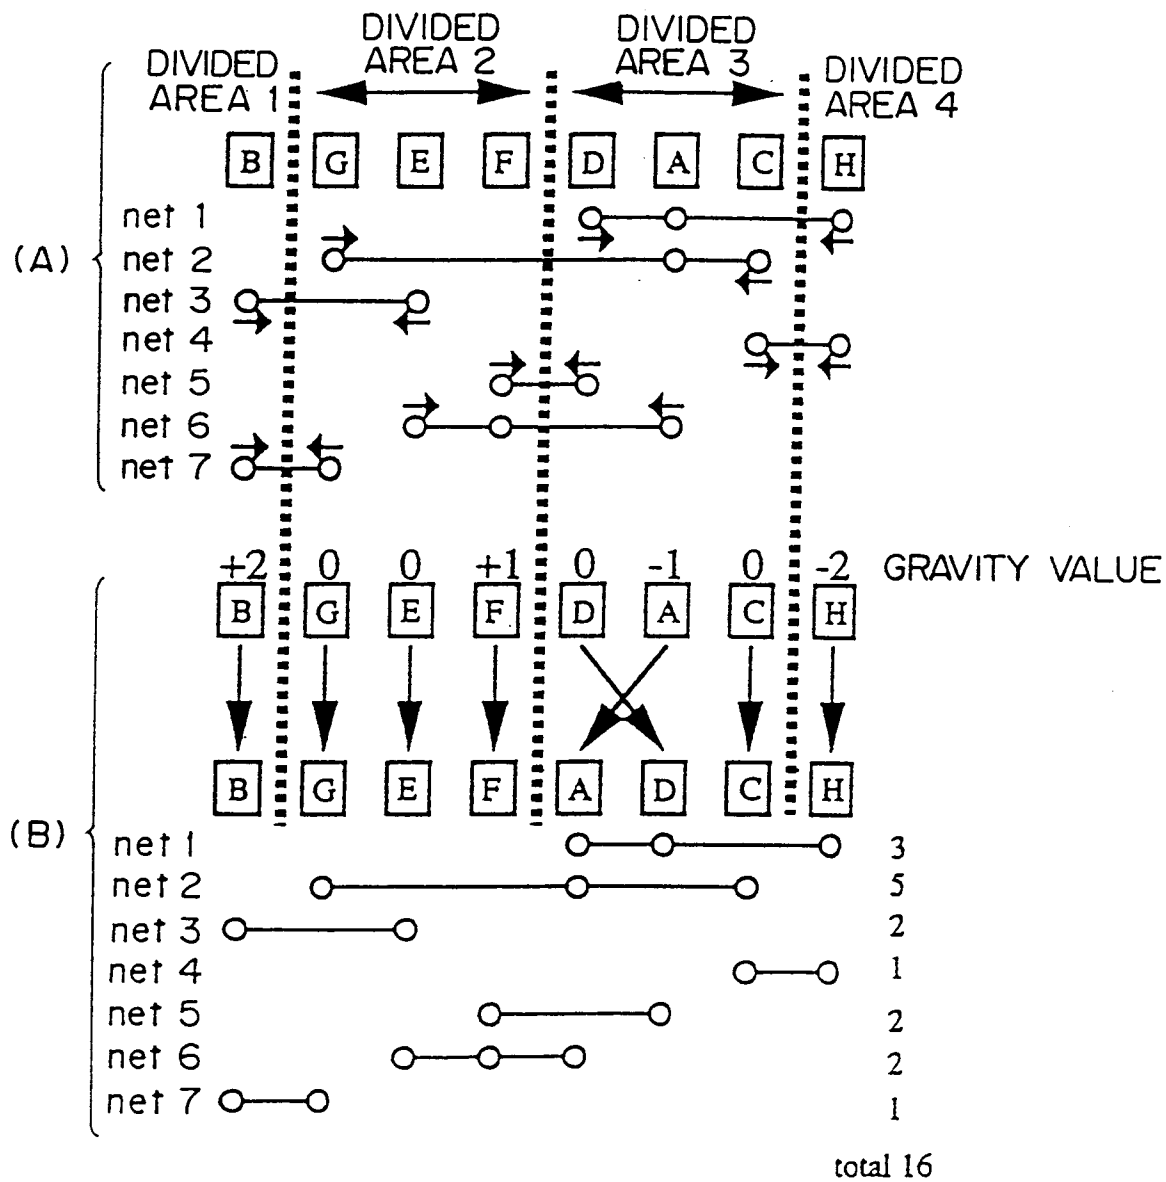 DIVIDED AREA 1
DIVIDED AREA 2
DIVIDED AREA 3
DIVIDED AREA 4
B G E F D A C H
(A)
net 1
net 2
net 3
net 4
net 5
net 6
net 7
+2 0 0 +1 0 -1 0 -2 GRAVITY VALUE
B G E F D A C H
B G E F A D C H
(B)
net 1 3
net 2 5
net 3 2
net 4 1
net 5 2
net 6 2
net 7 1
total 16